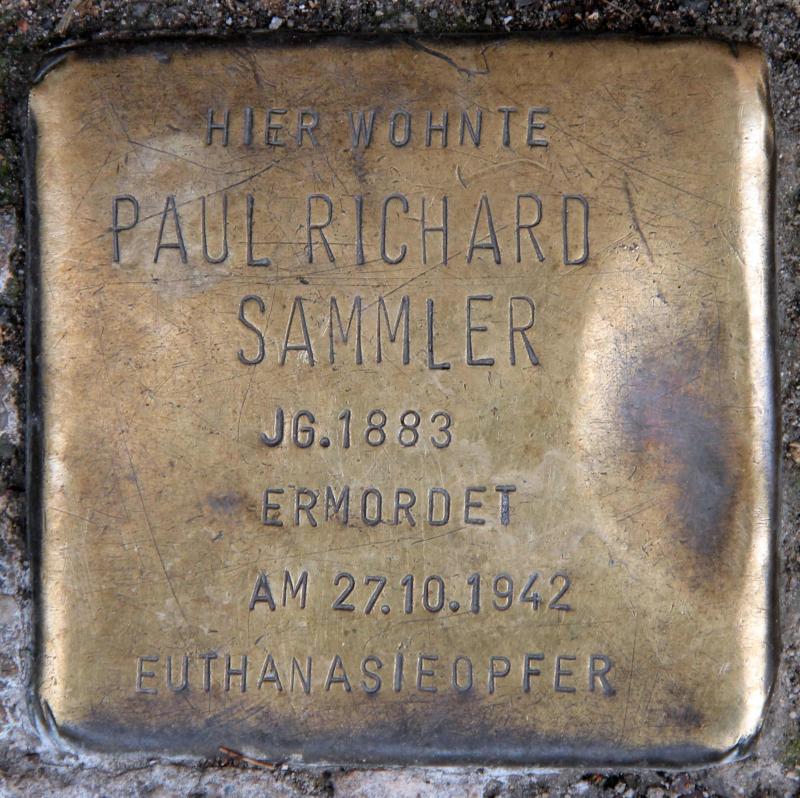 HIER WOHNTE
PAUL RICHARD
SAMMLER
JG. 1883
ERMORDET
AM 27.10.1942
EUTHANASIEOPFER